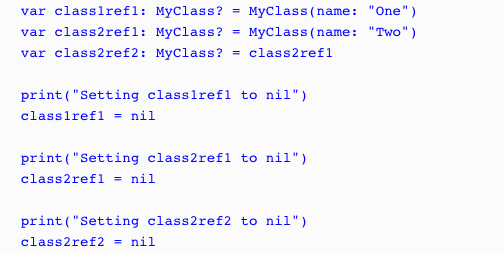 var class1ref1: MyClass? = MyClass(name: "One")
var class2ref1: MyClass? = MyClass(name: "Two")
var class2ref2: MyClass? = class2ref1
print("Setting class1ref1 to nil")
class1ref1 = nil
print("Setting class2ref1 to nil")
class2ref1 = nil
print("Setting class2ref2 to nil")
class2ref2 = nil